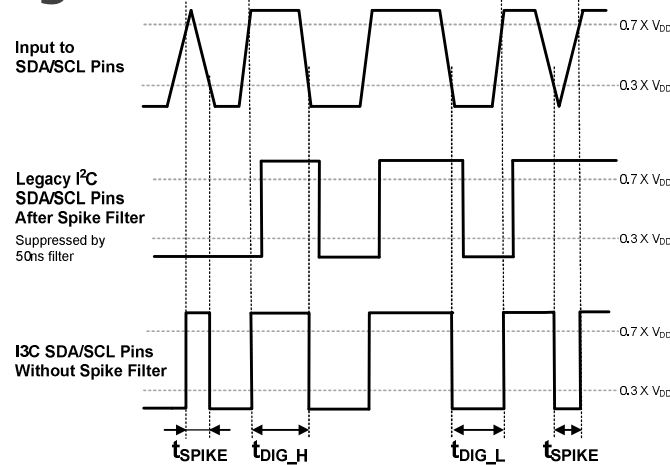 Input to
SDA/SCL Pins
0.7 X VDD
0.3 X VDD
Legacy I²C
SDA/SCL Pins
After Spike Filter
Suppressed by
50ns filter
0.7 X VDD
0.3 X VDD
I3C SDA/SCL Pins
Without Spike Filter
0.7 X VDD
0.3 X VDD
tSPIKE tDIG_H tDIG_L tSPIKE